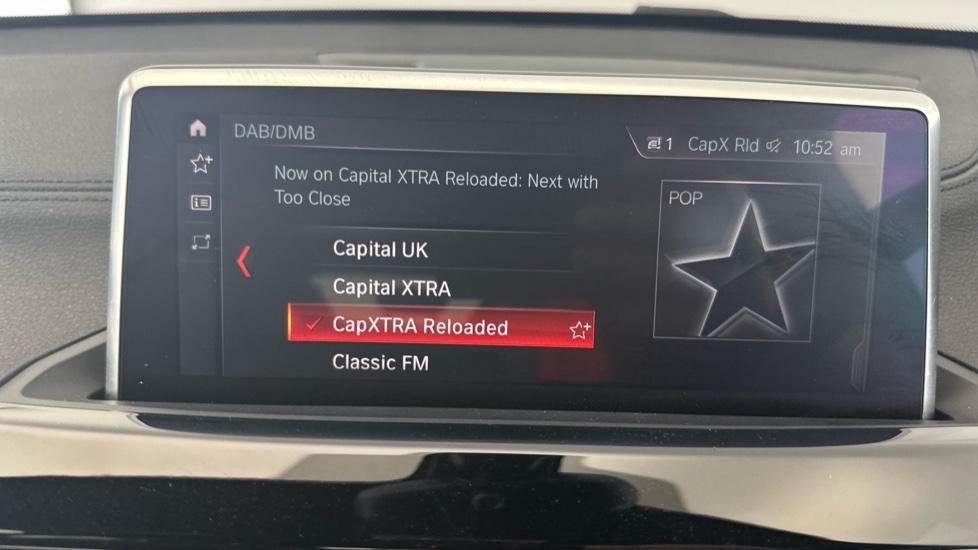 DAB/DMB
1 CapX Rld 10:52 am
Now on Capital XTRA Reloaded: Next with
Too Close
POP
Capital UK
Capital XTRA
CapXTRA Reloaded
Classic FM